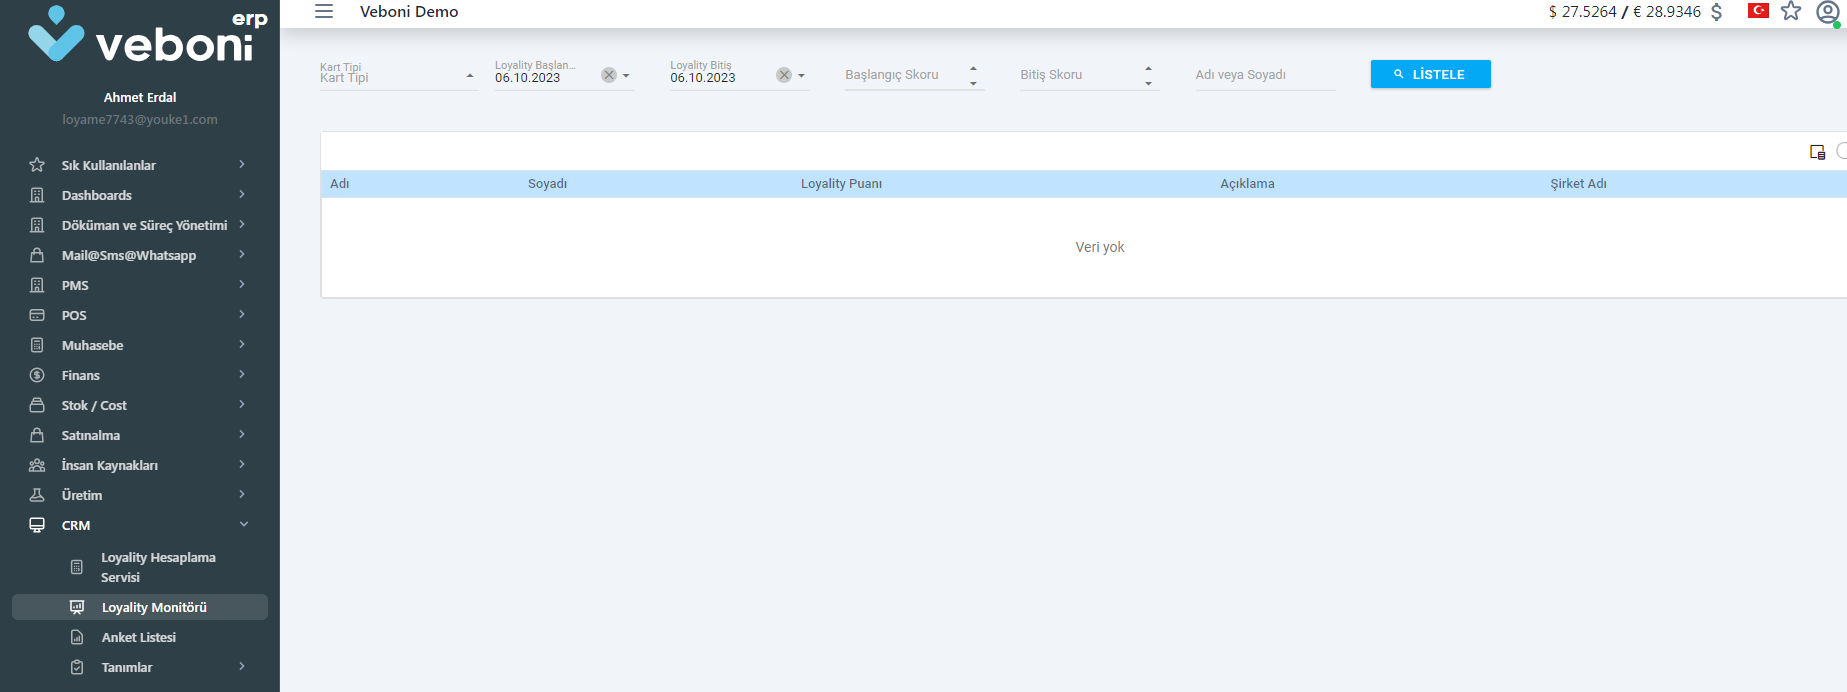 erp
veboni
Ahmet Erdal
loyame7743@youke1.com
Sık Kullanılanlar
Dashboards
Döküman ve Süreç Yönetimi
Mail@Sms@Whatsapp
PMS
POS
Muhasebe
Finans
Stok / Cost
Satınalma
İnsan Kaynakları
Üretim
CRM
Loyality Hesaplama
Servisi
Loyality Monitörü
Anket Listesi
Tanımlar
Veboni Demo
$ 27.5264 / € 28.9346 $
Kart Tipi
Kart Tipi
Loyality Başlan...
06.10.2023
Loyality Bitiş
06.10.2023
Başlangıç Skoru
Bitiş Skoru
Adı veya Soyadı
LİSTELE
Adı Soyadı Loyality Puanı Açıklama Şirket Adı
Veri yok